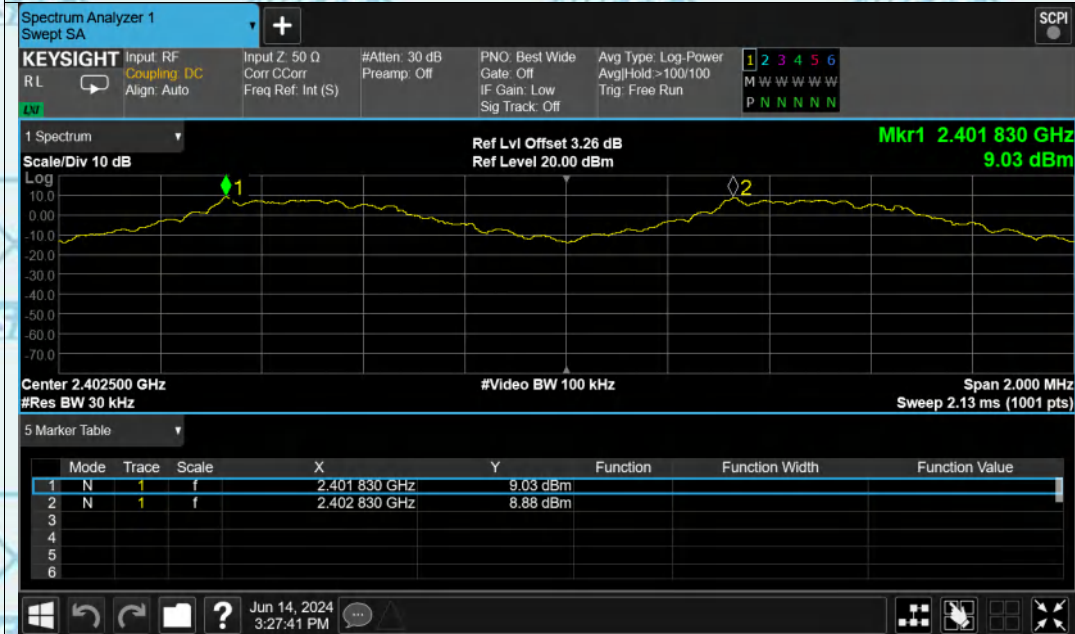 Spectrum Analyzer 1
Swept SA
+
SCPI
KEYSIGHT Input: RF Input Z: 50 Ω #Atten: 30 dB PNO: Best Wide Avg Type: Log-Power 1 2 3 4 5 6
RL Coupling: DC Corr CCorr Preamp: Off Gate: Off Avg|Hold:>100/100 M W W W W W
Align: Auto Freq Ref: Int (S) IF Gain: Low Trig: Free Run
LXI Sig Track: Off P N N N N N
1 Spectrum Ref Lvl Offset 3.26 dB Mkr1 2.401 830 GHz
Scale/Div 10 dB Ref Level 20.00 dBm 9.03 dBm
Log
1 2
10.0
0.00
-10.0
-20.0
-30.0
-40.0
-50.0
-60.0
-70.0
Center 2.402500 GHz #Video BW 100 kHz Span 2.000 MHz
#Res BW 30 kHz Sweep 2.13 ms (1001 pts)
5 Marker Table
Mode Trace Scale X Y Function Function Width Function Value
1 N 1 f 2.401 830 GHz 9.03 dBm
2 N 1 f 2.402 830 GHz 8.88 dBm
3
4
5
6
? Jun 14, 2024
3:27:41 PM